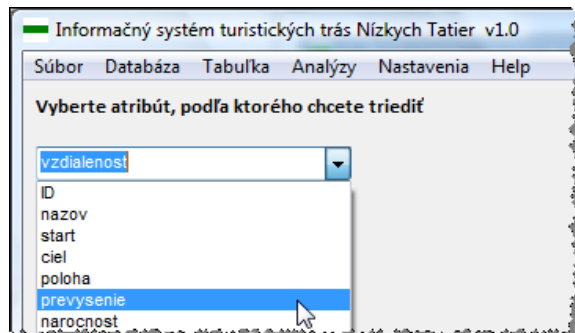 Informačný systém turistických trás Nízkych Tatier v1.0
Súbor Databáza Tabuľka Analýzy Nastavenia Help
Vyberte atribút, podľa ktorého chcete triediť
vzdialenost
ID
nazov
start
ciel
poloha
prevysenie
narocnost